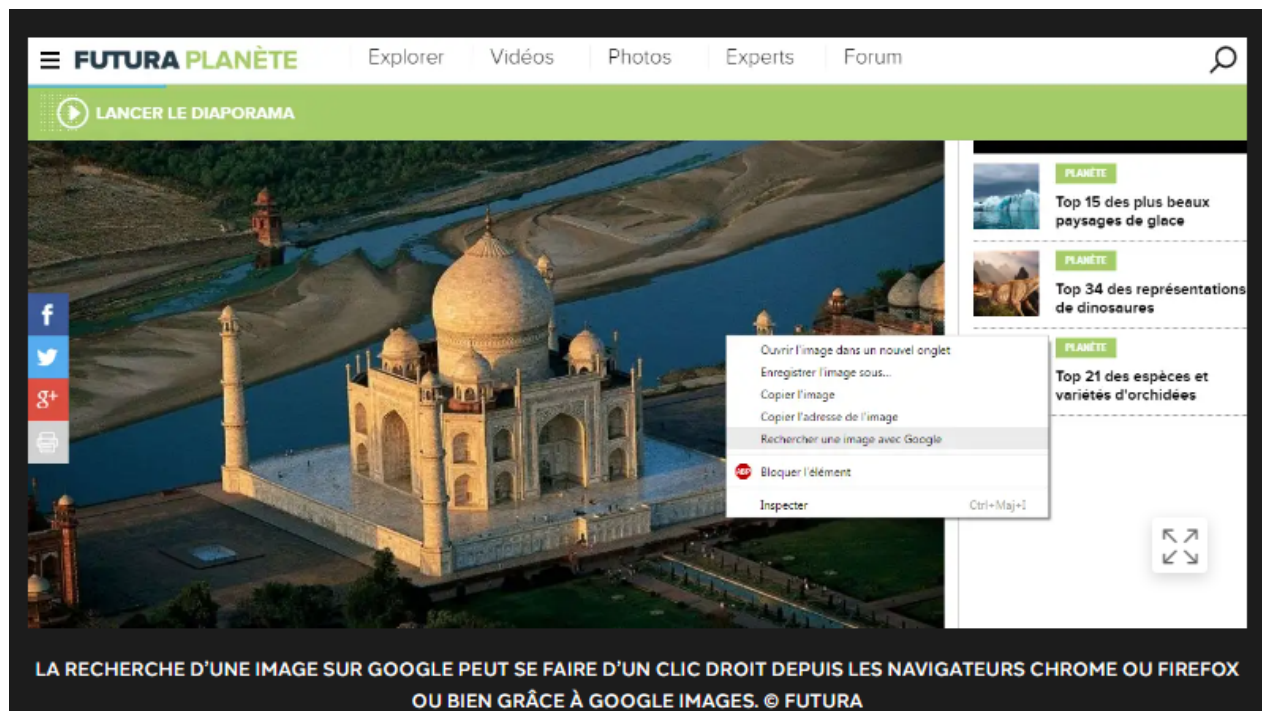 FUTURA PLANÈTE Explorer Vidéos Photos Experts Forum
LANCER LE DIAPORAMA
PLANÈTE
Top 15 des plus beaux
paysages de glace
PLANÈTE
Top 34 des représentations
de dinosaures
PLANÈTE
Top 21 des espèces et
variétés d'orchidées
f
g+
Ouvrir l'image dans un nouvel onglet
Enregistrer l'image sous...
Copier l'image
Copier l'adresse de l'image
Rechercher une image avec Google
ABP Bloquer l'élément
Inspecter Ctrl+Maj+I
LA RECHERCHE D'UNE IMAGE SUR GOOGLE PEUT SE FAIRE D'UN CLIC DROIT DEPUIS LES NAVIGATEURS CHROME OU FIREFOX
OU BIEN GRÂCE À GOOGLE IMAGES. © FUTURA